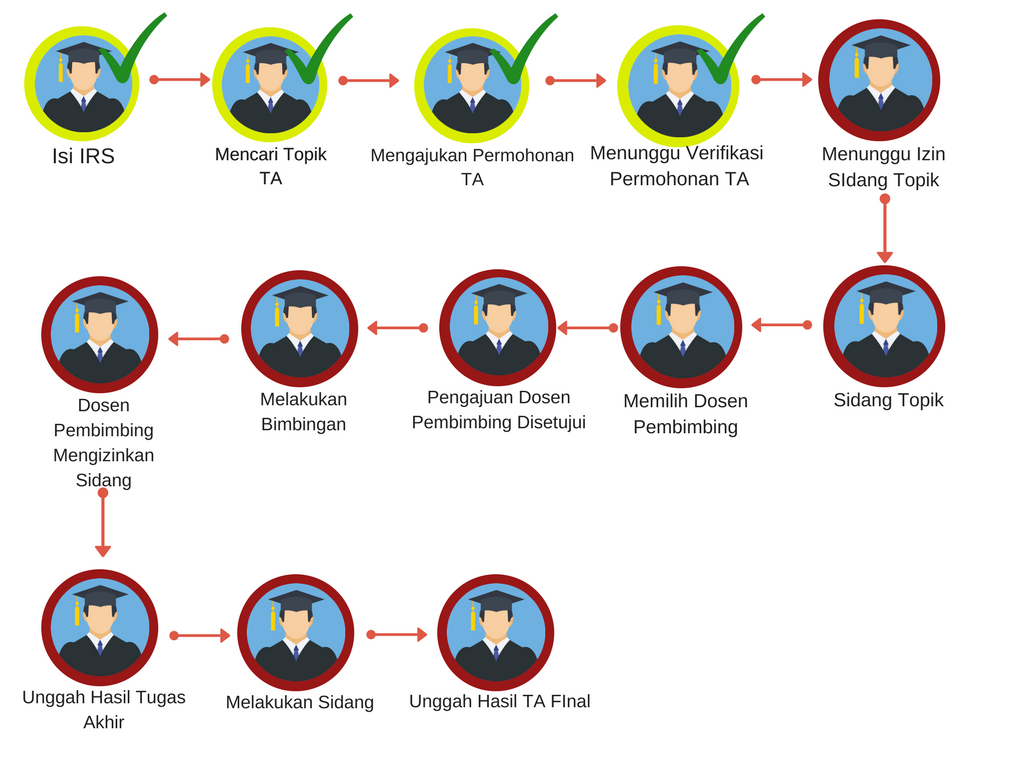 Isi IRS
Mencari Topik
TA
Mengajukan Permohonan
TA
Menunggu Verifikasi
Permohonan TA
Menunggu Izin
SIdang Topik
Sidang Topik
Memilih Dosen
Pembimbing
Pengajuan Dosen
Pembimbing Disetujui
Melakukan
Bimbingan
Dosen
Pembimbing
Mengizinkan
Sidang
Unggah Hasil Tugas
Akhir
Melakukan Sidang
Unggah Hasil TA FInal